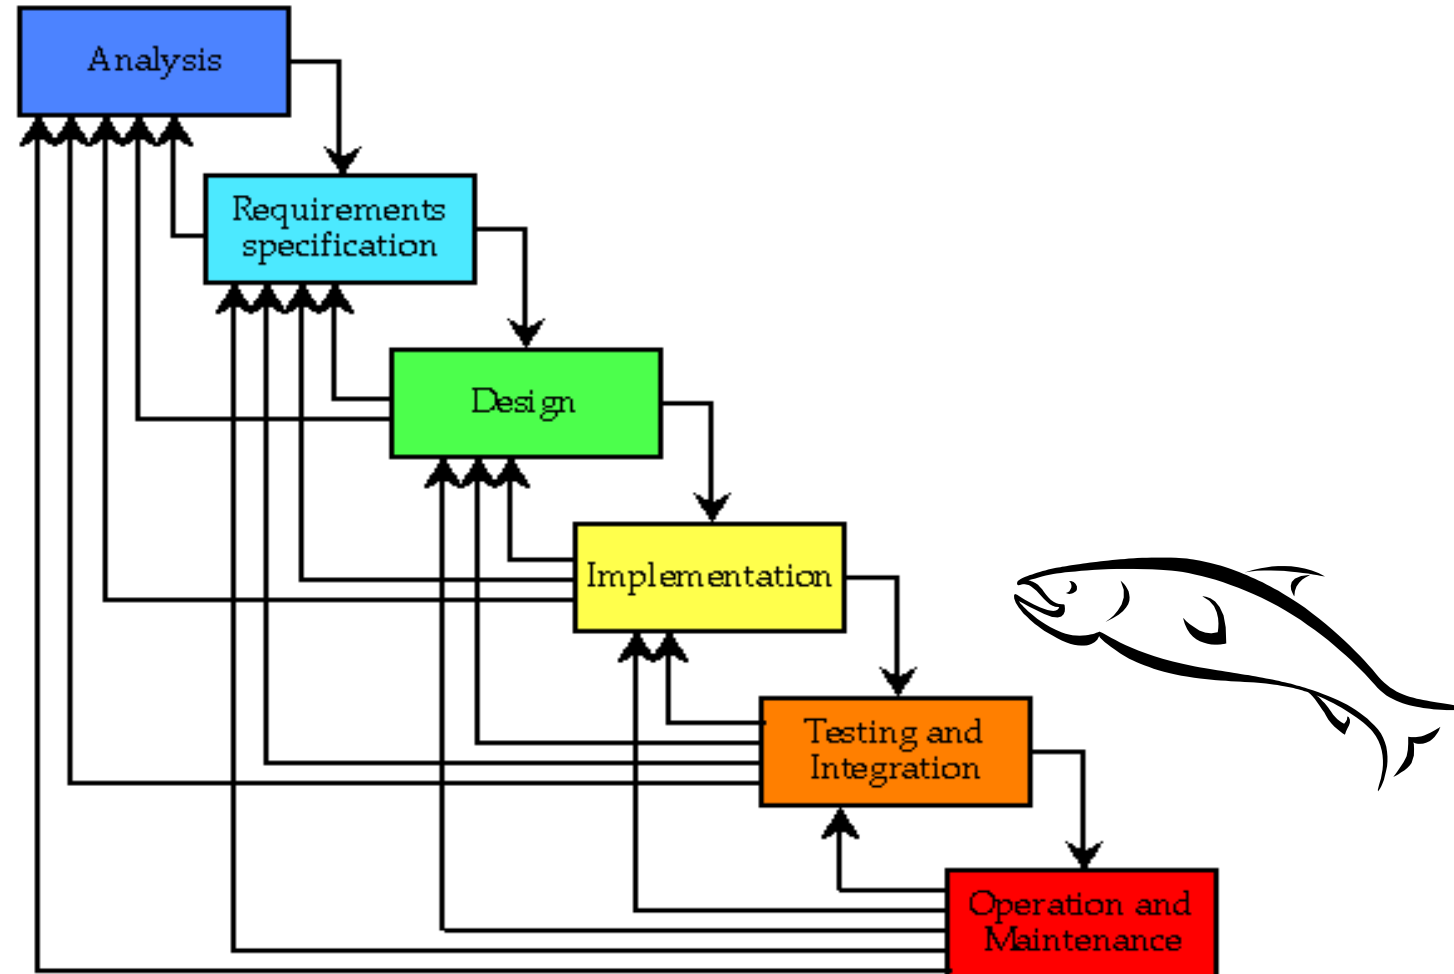 Analysis
Requirements
specification
Design
Implementation
Testing and
Integration
Operation and
Maintenance